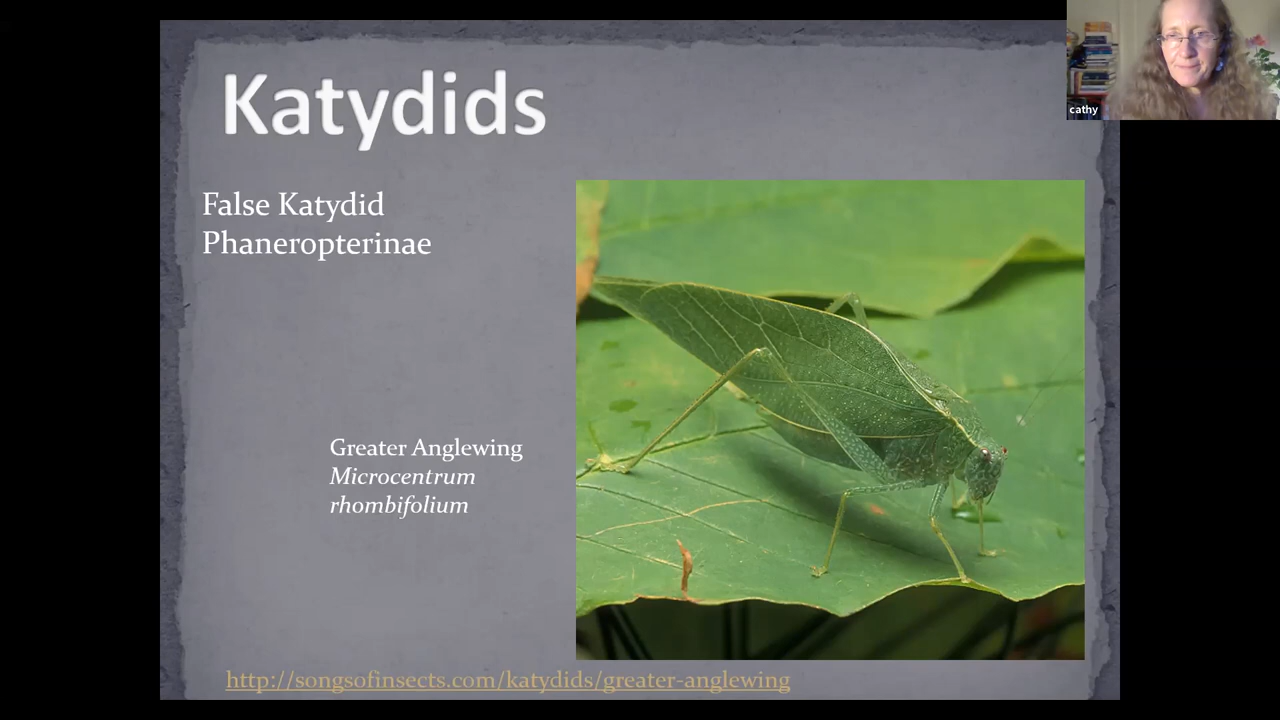 Katydids
cathy
False Katydid
Phaneropterinae
Greater Anglewing
Microcentrum
rhombifolium
http://songsofinsects.com/katydids/greater-anglewing